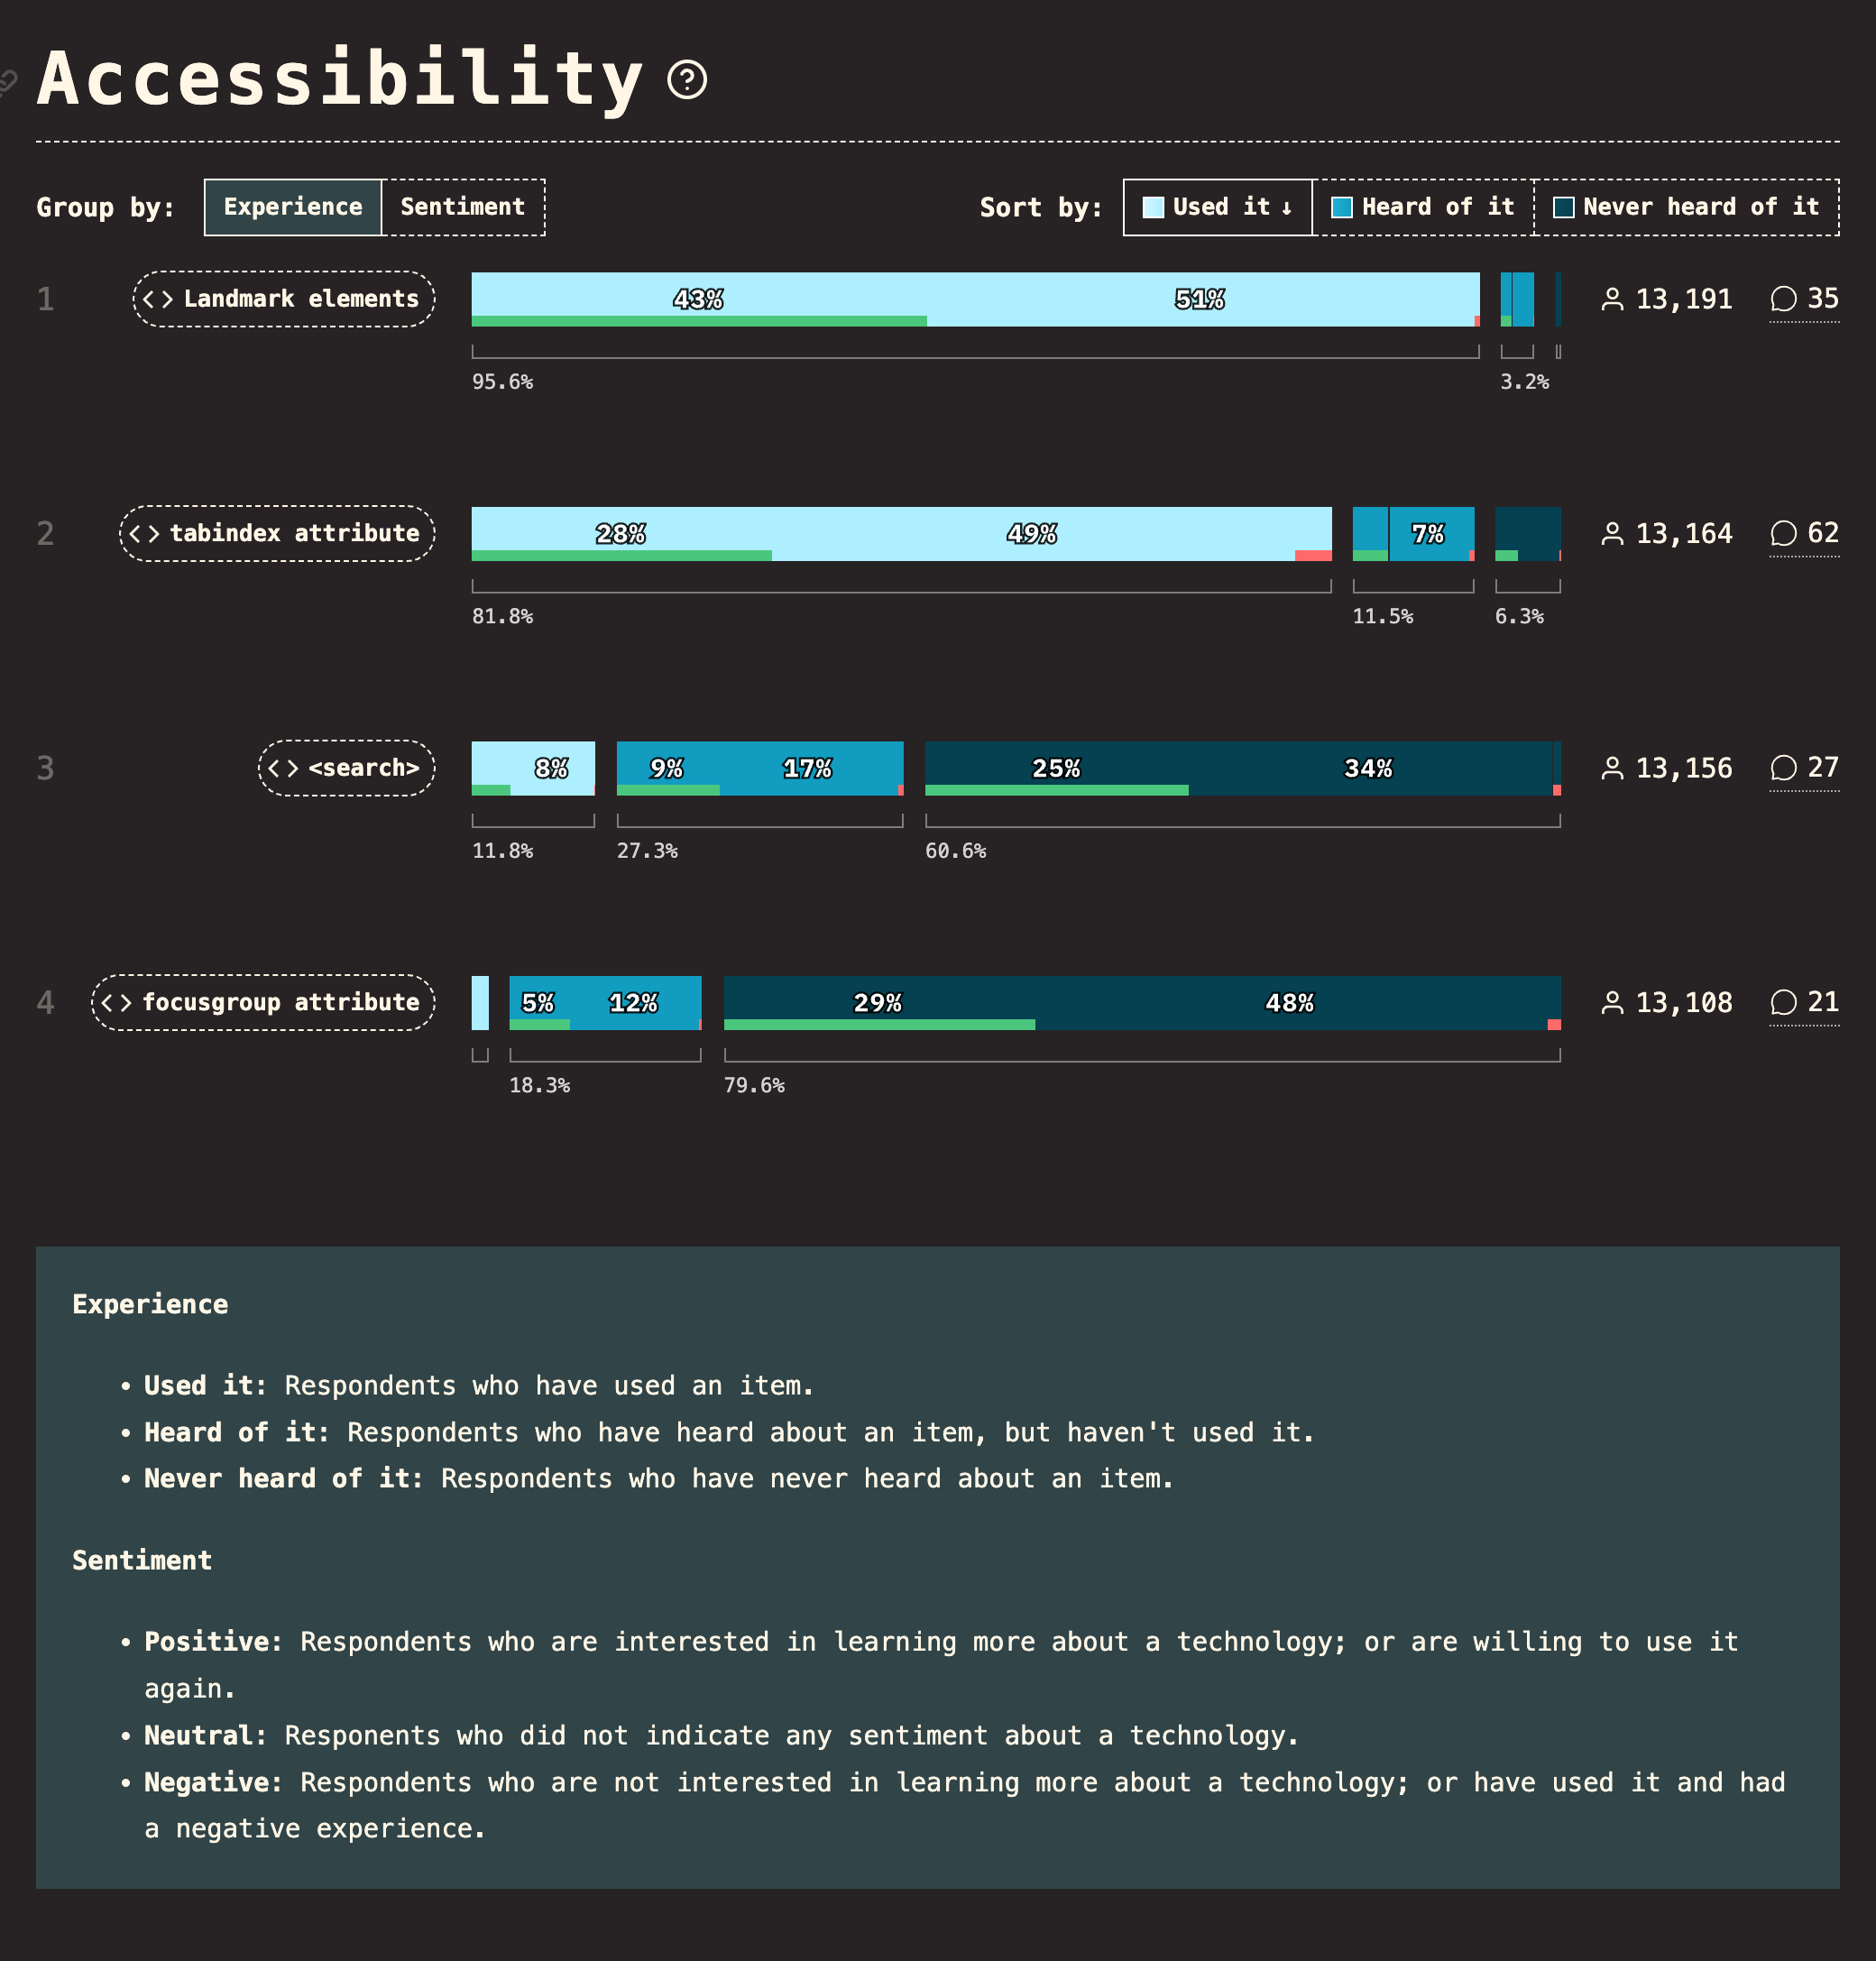 Accessibility
Group by: Experience Sentiment Sort by: Used it ↓ Heard of it Never heard of it
1 Landmark elements 43% 51% 13,191 35
95.6% 3.2%
2 tabindex attribute 28% 49% 7% 13,164 62
81.8% 11.5% 6.3%
3 <search> 8% 9% 17% 25% 34% 13,156 27
11.8% 27.3% 60.6%
4 focusgroup attribute 5% 12% 29% 48% 13,108 21
18.3% 79.6%
Experience
• Used it: Respondents who have used an item.
• Heard of it: Respondents who have heard about an item, but haven't used it.
• Never heard of it: Respondents who have never heard about an item.
Sentiment
• Positive: Respondents who are interested in learning more about a technology; or are willing to use it
again.
• Neutral: Responents who did not indicate any sentiment about a technology.
• Negative: Respondents who are not interested in learning more about a technology; or have used it and had
a negative experience.